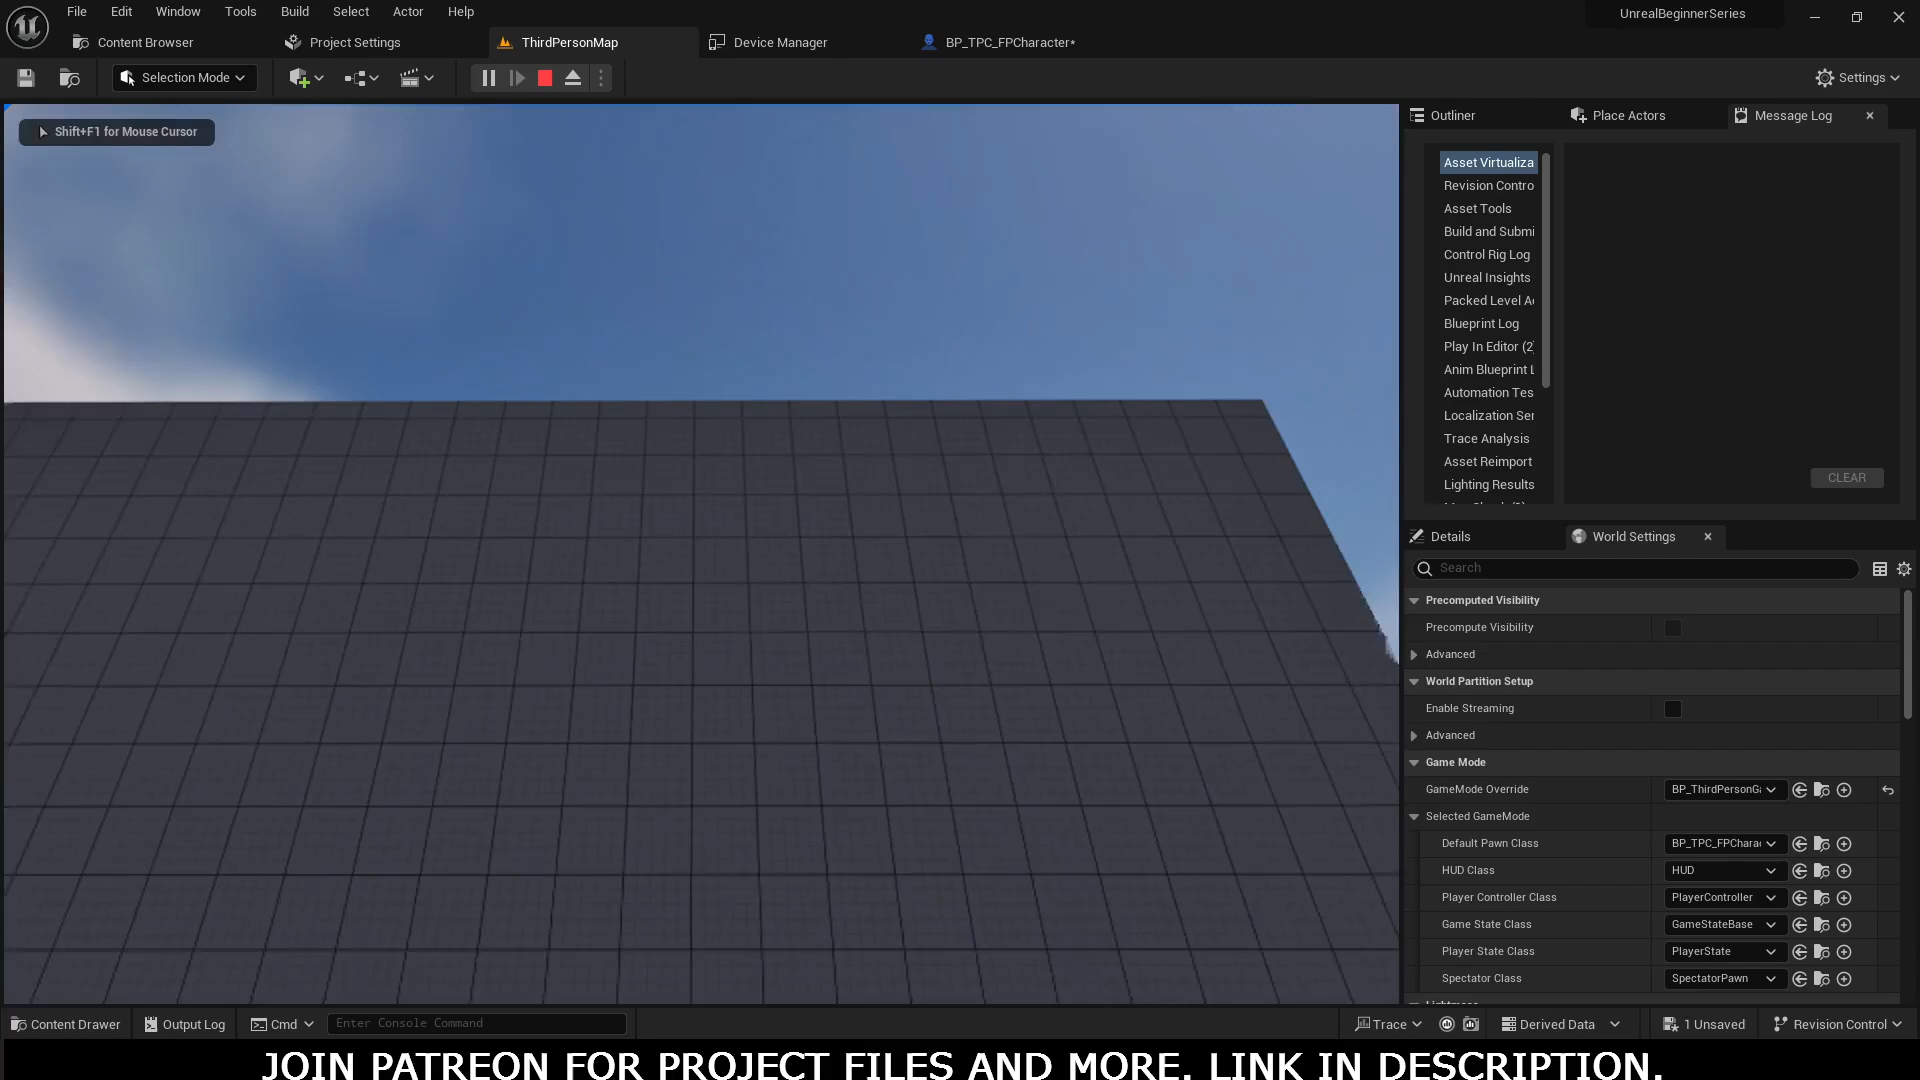 File Edit Window Tools Build Select Actor Help
UnrealBeginnerSeries
Content Browser
Project Settings
ThirdPersonMap
Device Manager
BP_TPC_FPCharacter*
Selection Mode
Settings
Shift+F1 for Mouse Cursor
Outliner
Place Actors
Message Log
Asset Virtualiza
Revision Contro
Asset Tools
Build and Submi
Control Rig Log
Unreal Insights
Packed Level A
Blueprint Log
Play In Editor (2)
Anim Blueprint L
Automation Tes
Localization Ser
Trace Analysis
Asset Reimport
Lighting Results
CLEAR
Details
World Settings
Search
Precomputed Visibility
Precompute Visibility
Advanced
World Partition Setup
Enable Streaming
Advanced
Game Mode
GameMode Override BP_ThirdPersonGa
Selected GameMode
Default Pawn Class BP_TPC_FPCharac
HUD Class HUD
Player Controller Class PlayerController
Game State Class GameStateBase
Player State Class PlayerState
Spectator Class SpectatorPawn
Content Drawer
Output Log
Cmd
Enter Console Command
Trace
Derived Data
1 Unsaved
Revision Control
JOIN PATREON FOR PROJECT FILES AND MORE. LINK IN DESCRIPTION.